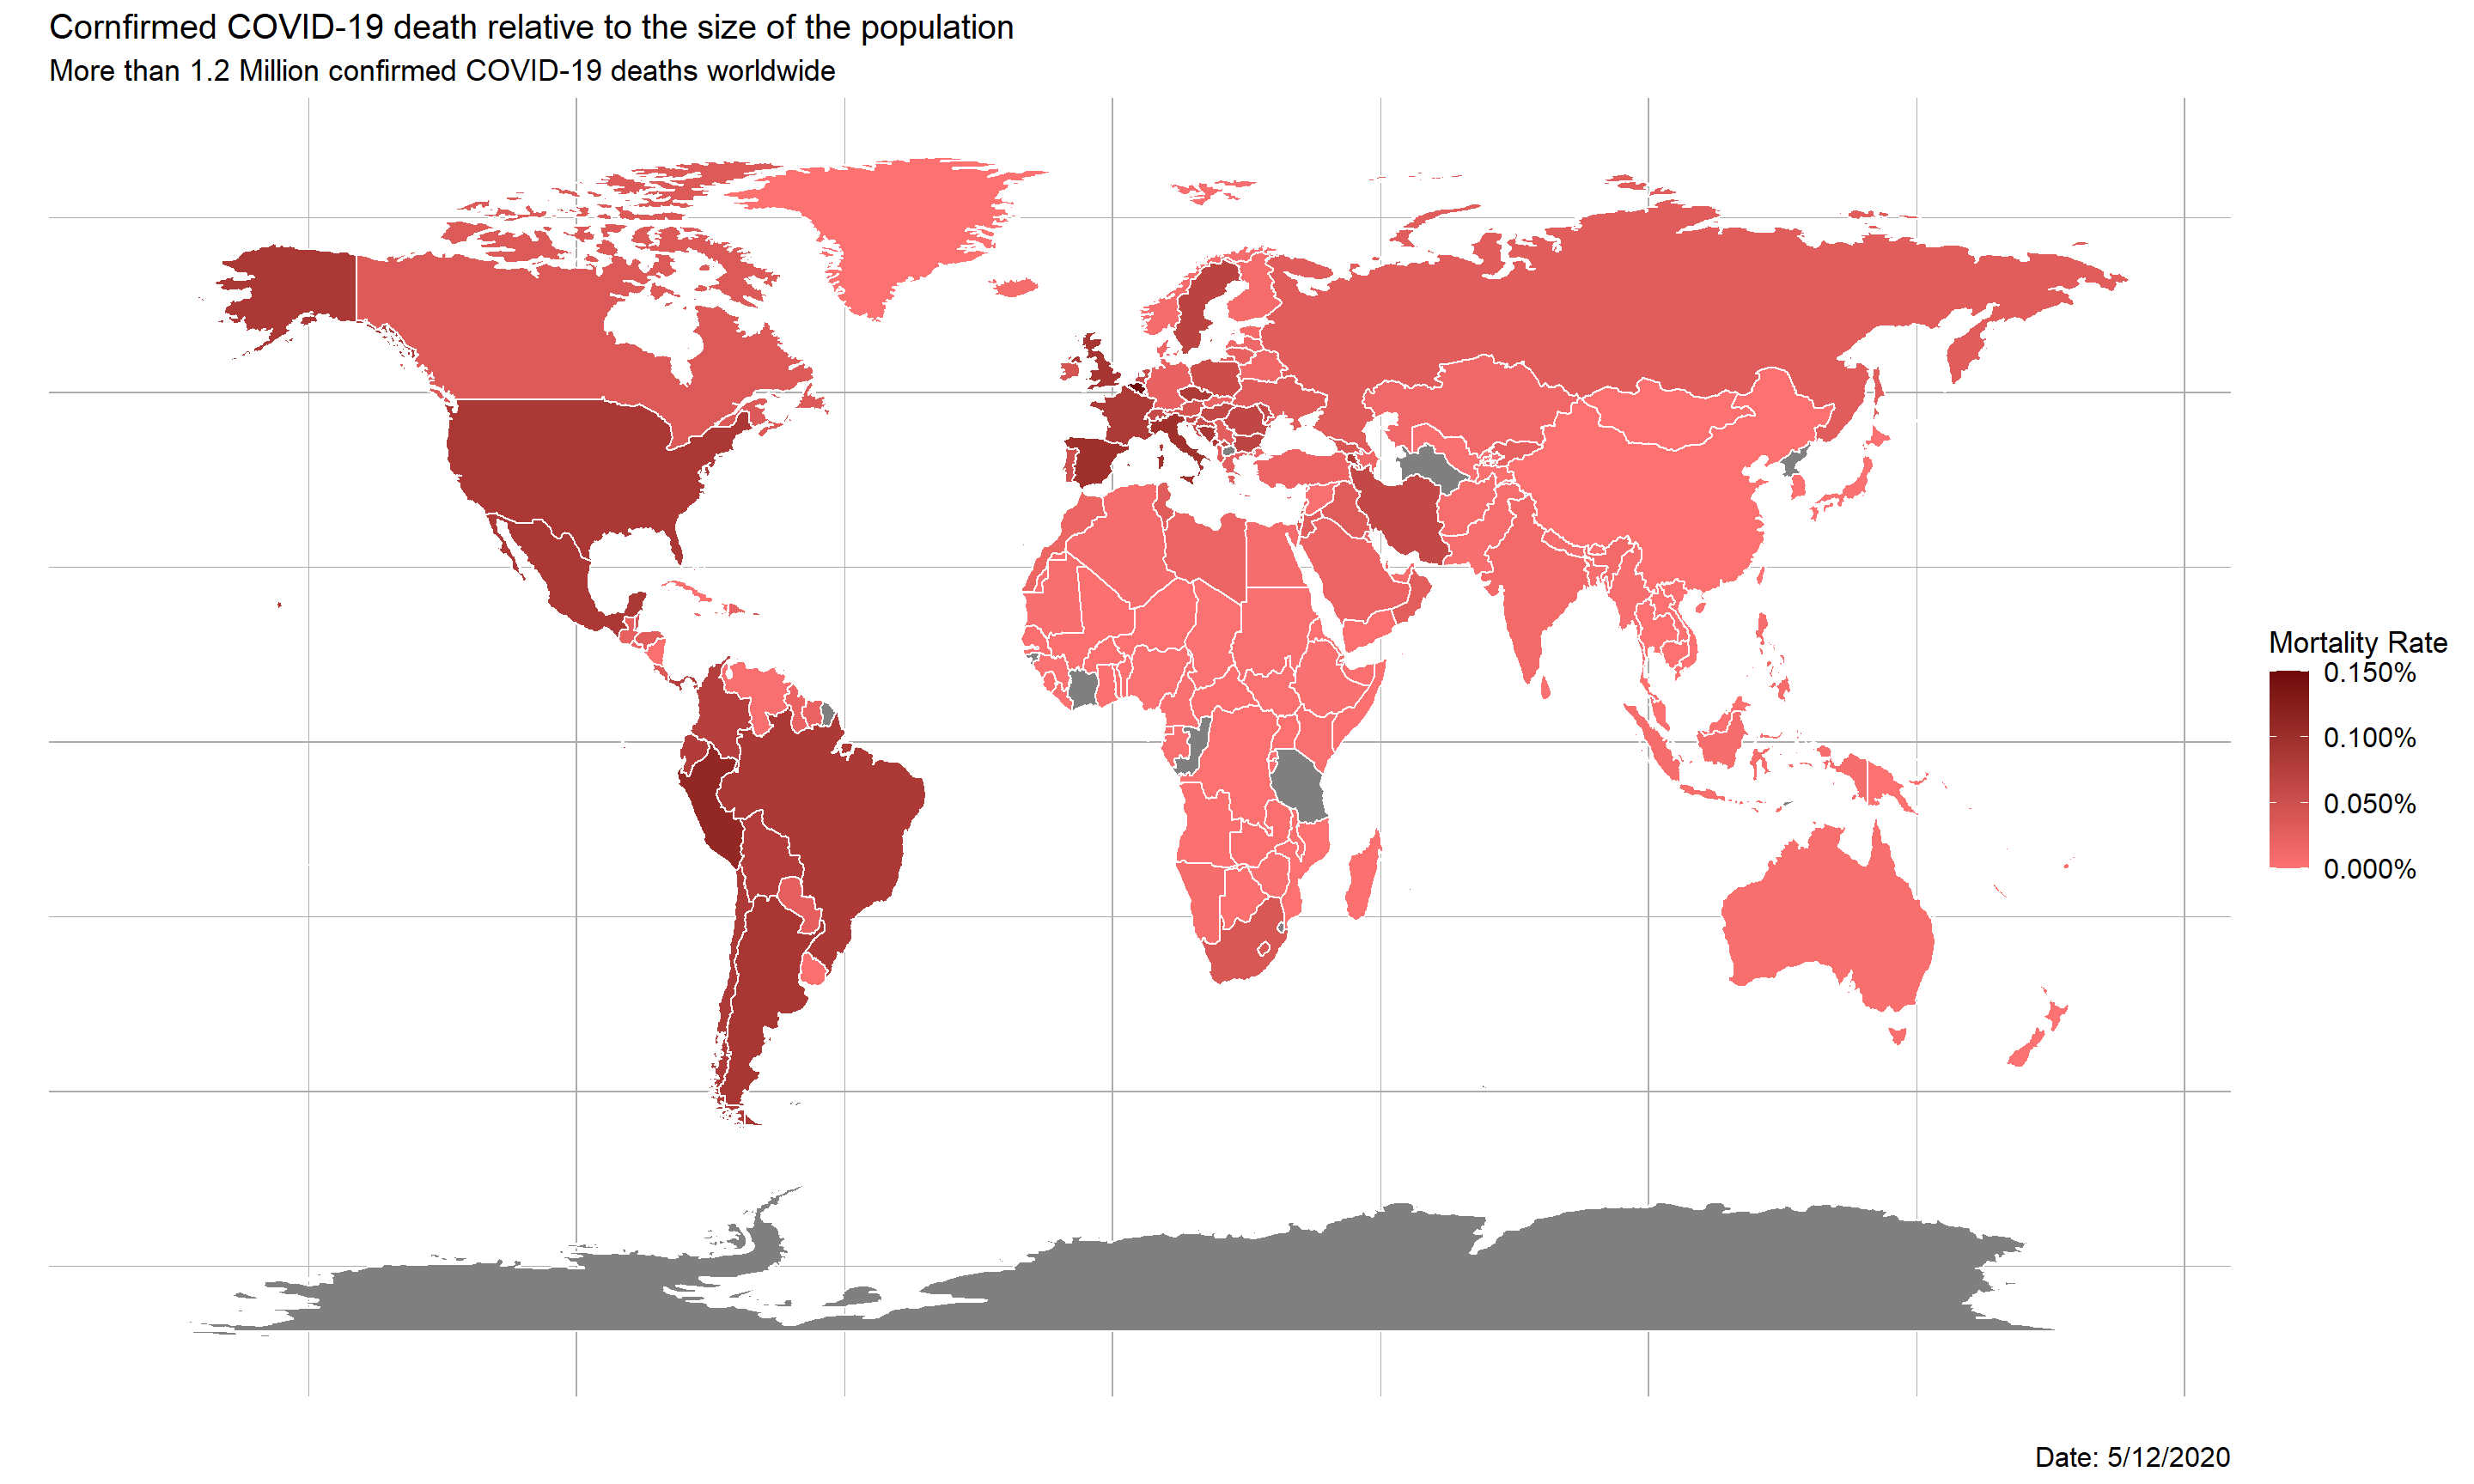 Cornfirmed COVID-19 death relative to the size of the population
More than 1.2 Million confirmed COVID-19 deaths worldwide
Mortality Rate
0.150%
0.100%
0.050%
0.000%
Date: 5/12/2020